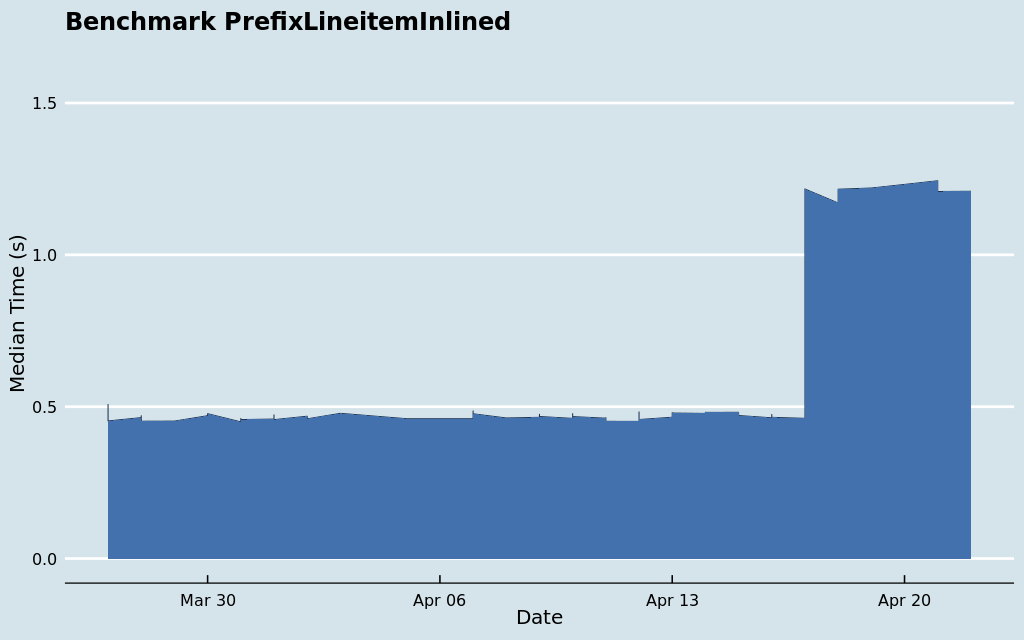 Benchmark PrefixLineitemInlined
1.5
1.0
0.5
0.0
Median Time (s)
Mar 30
Apr 06
Apr 13
Apr 20
Date